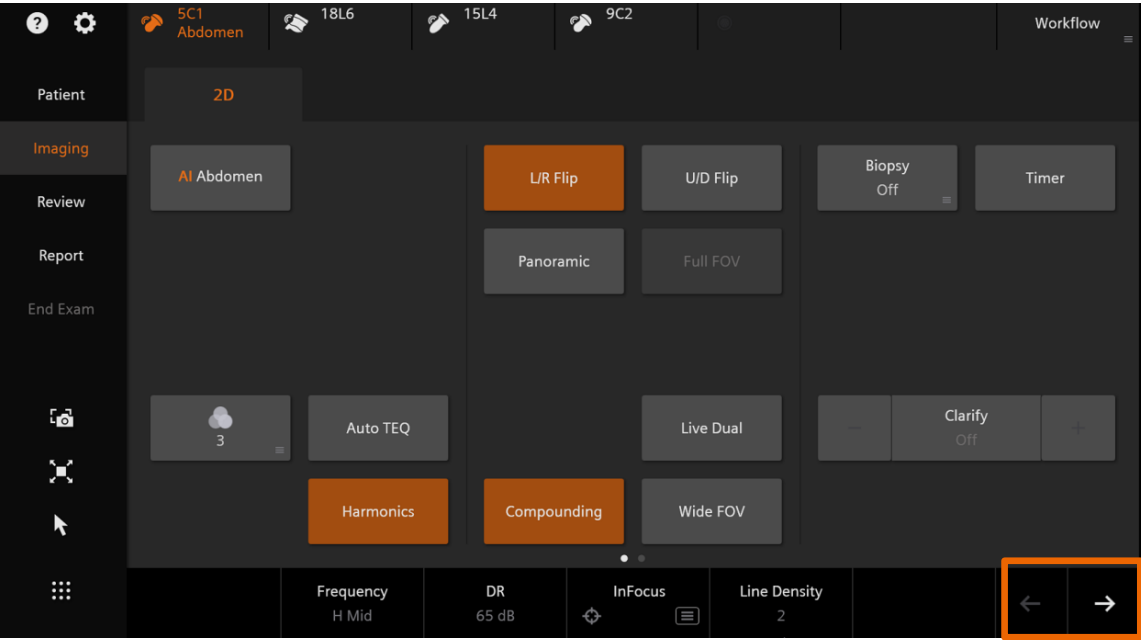 5C1
Abdomen
18L6
15L4
9C2
Workflow
Patient
Imaging
Review
Report
End Exam
2D
AI Abdomen
L/R Flip
U/D Flip
Biopsy
Off
Timer
Panoramic
Full FOV
3
Auto TEQ
Live Dual
Clarify
Off
Harmonics
Compounding
Wide FOV
Frequency
H Mid
DR
65 dB
InFocus
Line Density
2